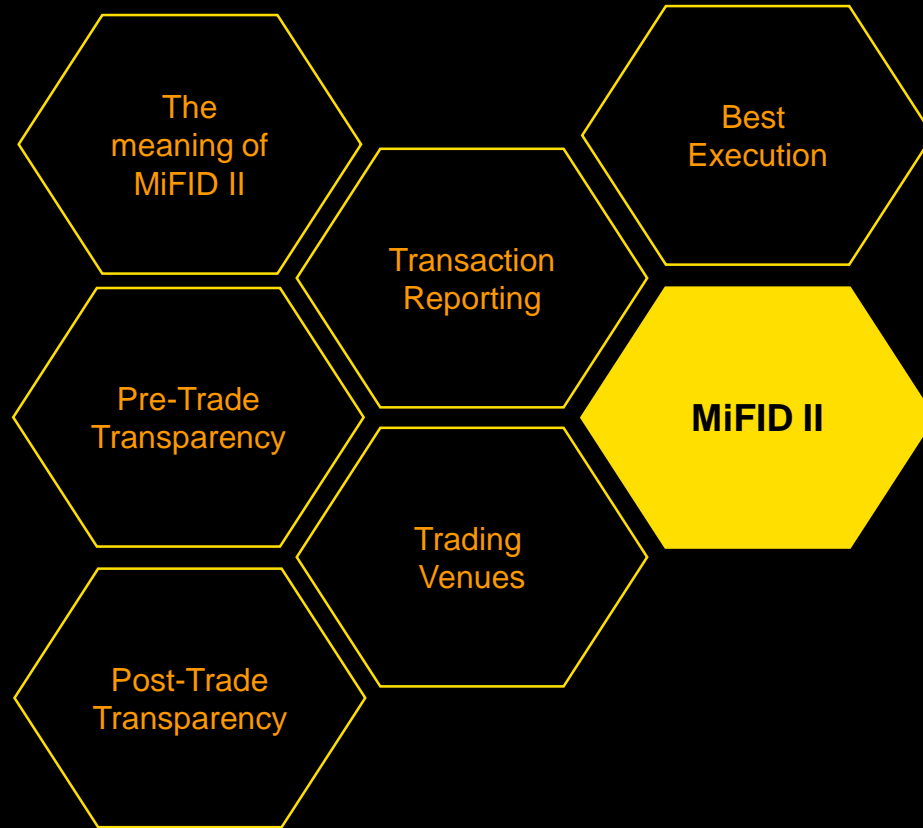 The
meaning of
MiFID II
Best
Execution
Transaction
Reporting
Pre-Trade
Transparency
MiFID II
Trading
Venues
Post-Trade
Transparency